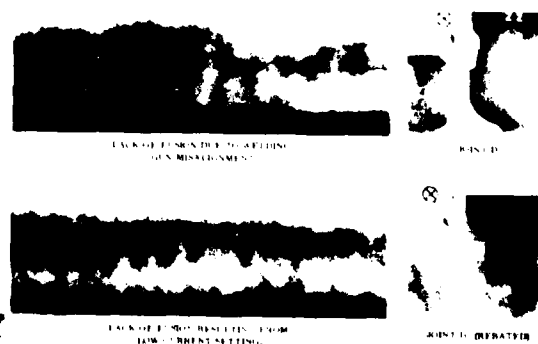 LACK OF FUSION DUE TO WELDING
GUN MISALIGNMENT
JOINT D
LACK OF FUSION RESULTING FROM
LOW CURRENT SETTING.
JOINT D (REBATED)